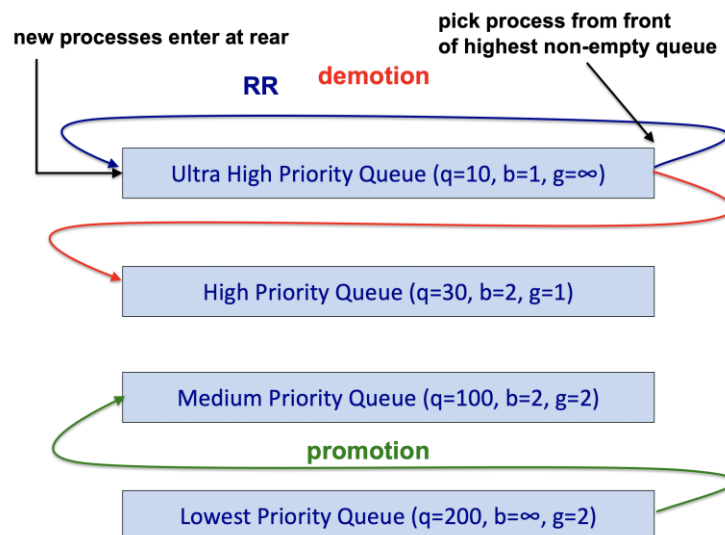 new processes enter at rear
pick process from front
of highest non-empty queue
RR
demotion
Ultra High Priority Queue (q=10, b=1, g=∞)
High Priority Queue (q=30, b=2, g=1)
Medium Priority Queue (q=100, b=2, g=2)
promotion
Lowest Priority Queue (q=200, b=∞, g=2)